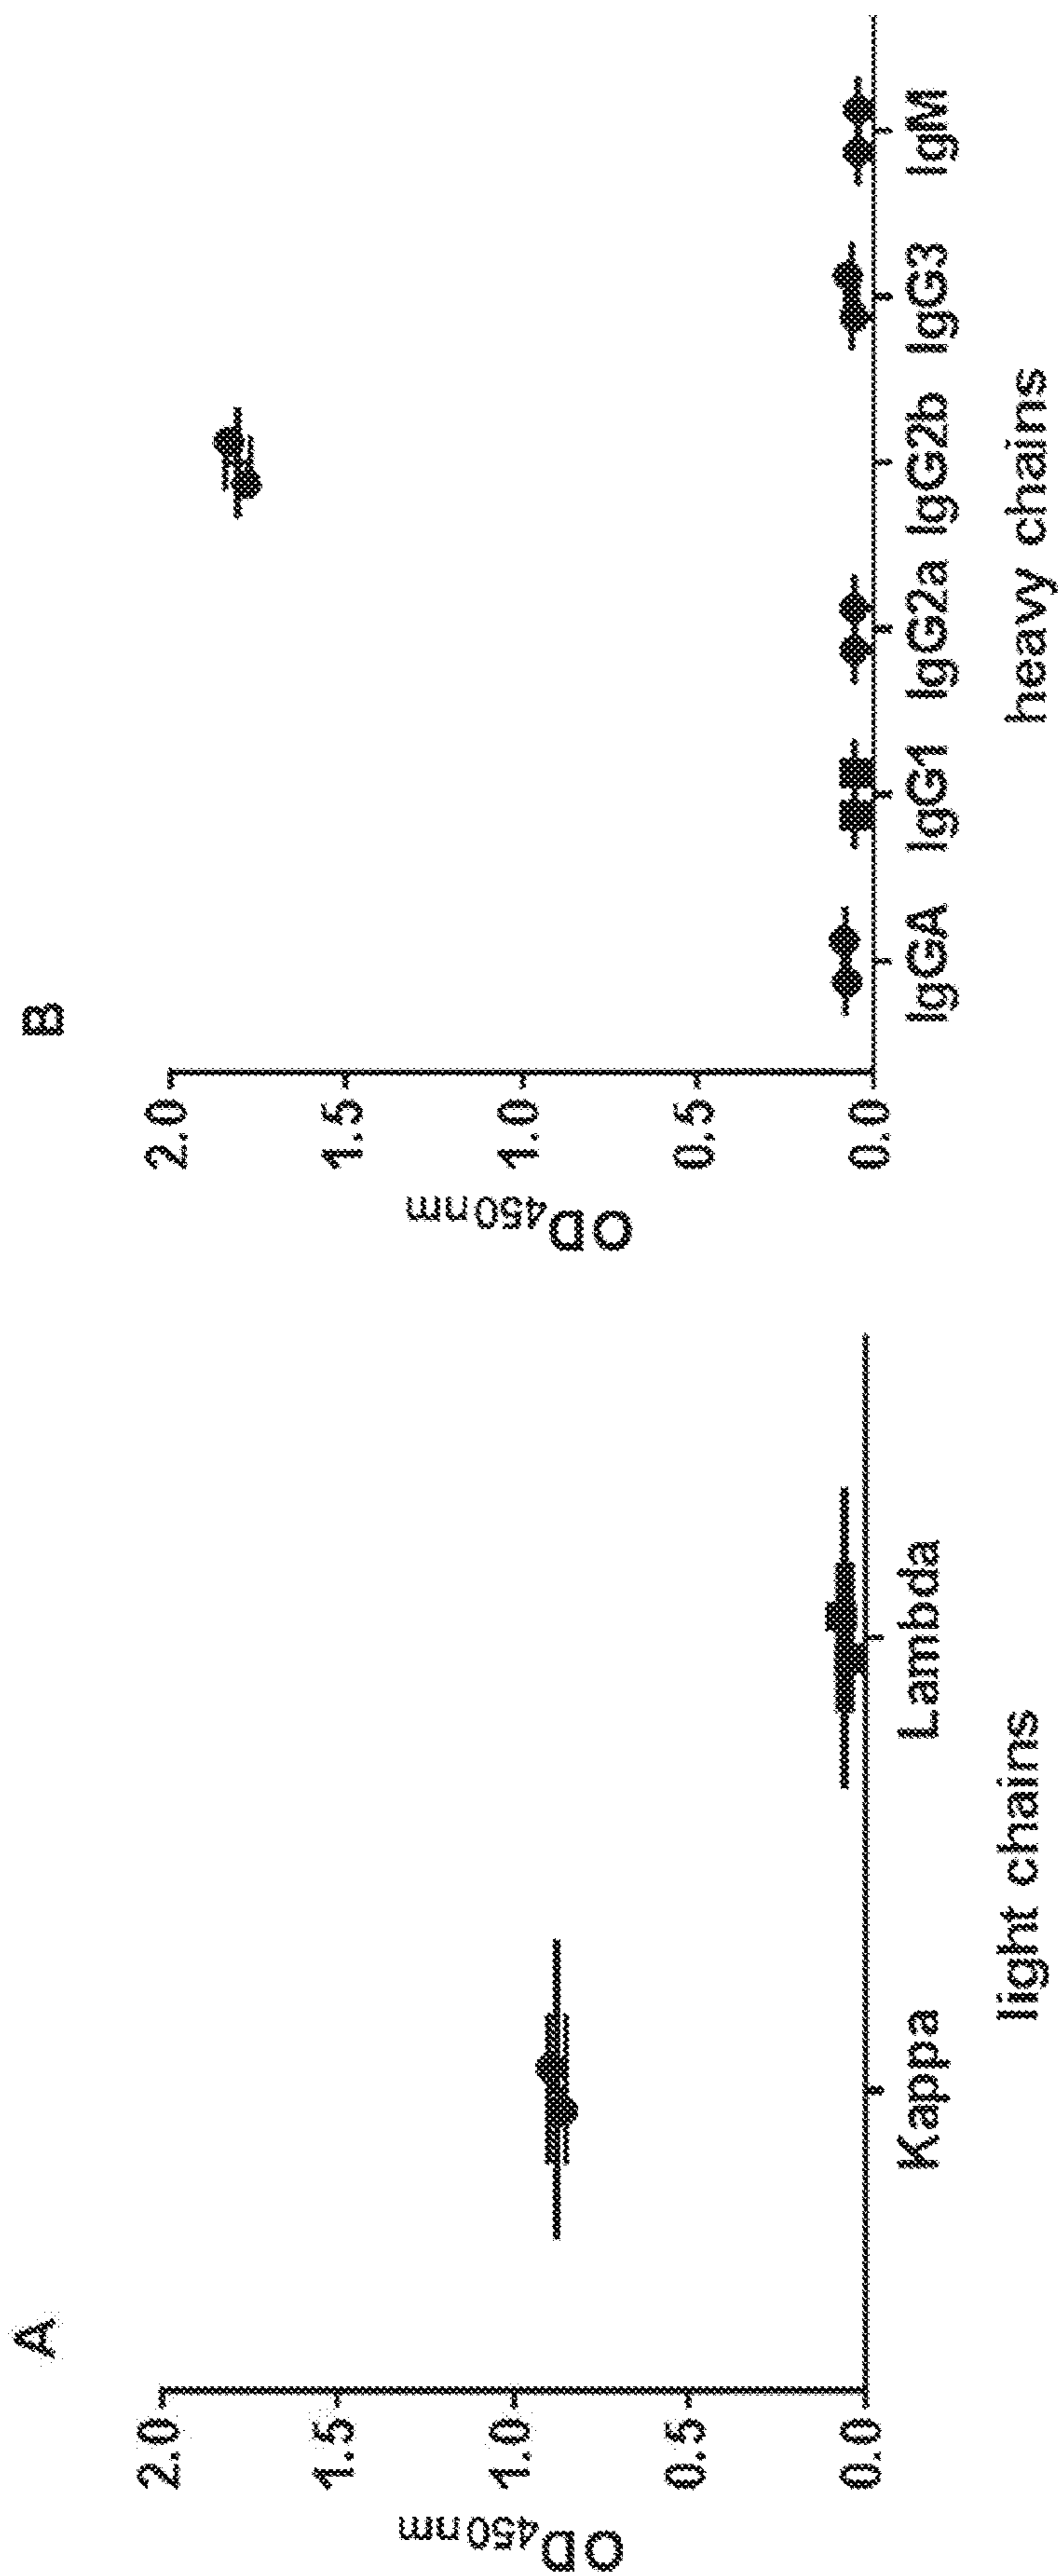 A
OD450nm
2.0
1.5
1.0
0.5
0.0
Kappa Lambda
light chains
B
OD450nm
2.0
1.5
1.0
0.5
0.0
IgGA IgG1 IgG2a IgG2b IgG3 IgM
heavy chains